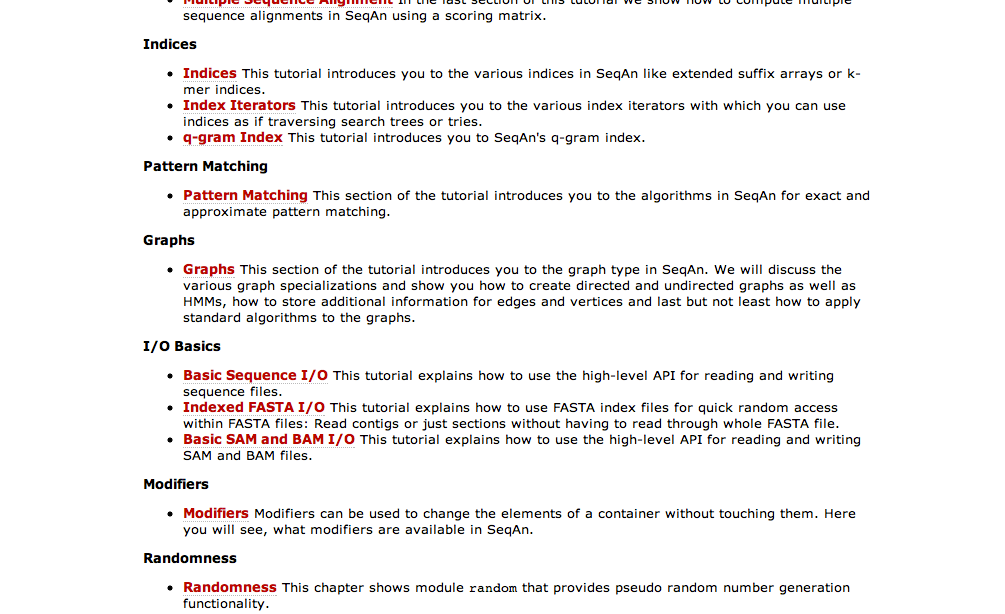 Multiple Sequence Alignment In the last section of this tutorial we show how to compute multiple
sequence alignments in SeqAn using a scoring matrix.
Indices
• Indices This tutorial introduces you to the various indices in SeqAn like extended suffix arrays or k-
mer indices.
• Index Iterators This tutorial introduces you to the various index iterators with which you can use
indices as if traversing search trees or tries.
• q-gram Index This tutorial introduces you to SeqAn's q-gram index.
Pattern Matching
• Pattern Matching This section of the tutorial introduces you to the algorithms in SeqAn for exact and
approximate pattern matching.
Graphs
• Graphs This section of the tutorial introduces you to the graph type in SeqAn. We will discuss the
various graph specializations and show you how to create directed and undirected graphs as well as
HMMs, how to store additional information for edges and vertices and last but not least how to apply
standard algorithms to the graphs.
I/O Basics
• Basic Sequence I/O This tutorial explains how to use the high-level API for reading and writing
sequence files.
• Indexed FASTA I/O This tutorial explains how to use FASTA index files for quick random access
within FASTA files: Read contigs or just sections without having to read through whole FASTA file.
• Basic SAM and BAM I/O This tutorial explains how to use the high-level API for reading and writing
SAM and BAM files.
Modifiers
• Modifiers Modifiers can be used to change the elements of a container without touching them. Here
you will see, what modifiers are available in SeqAn.
Randomness
• Randomness This chapter shows module random that provides pseudo random number generation
functionality.